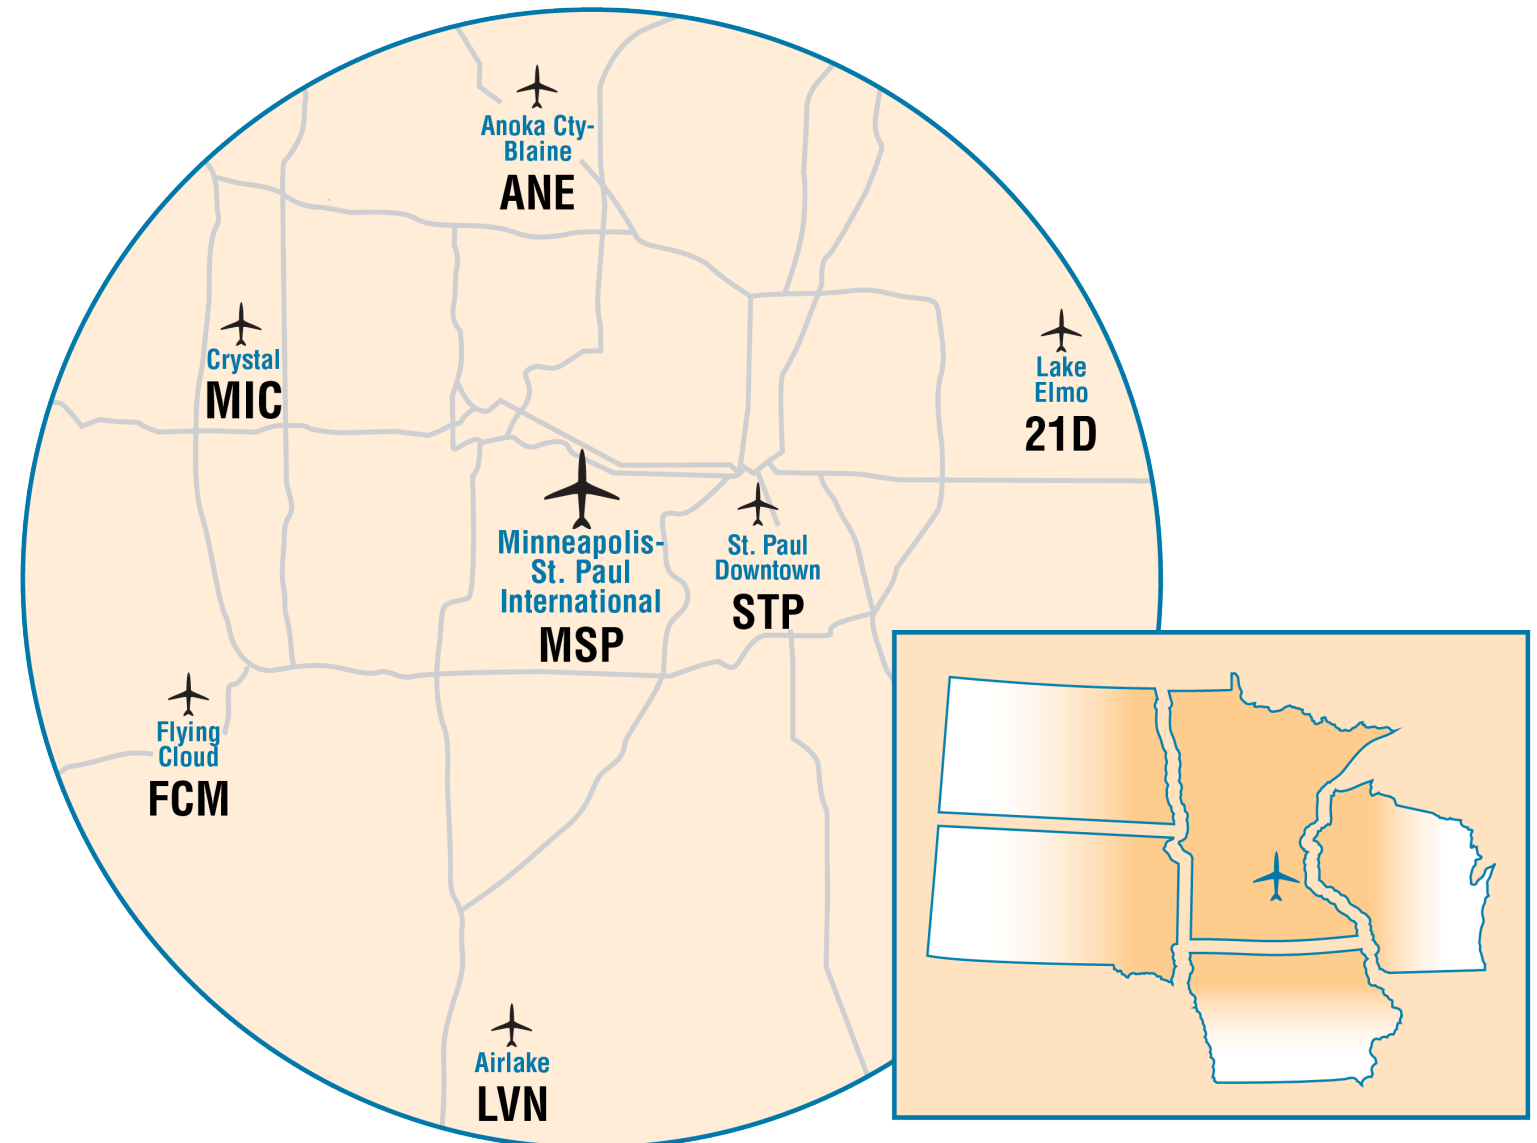 Anoka Cty-
Blaine
ANE
Crystal
MIC
Lake
Elmo
21D
Minneapolis-
St. Paul
International
MSP
St. Paul
Downtown
STP
Flying
Cloud
FCM
Airlake
LVN